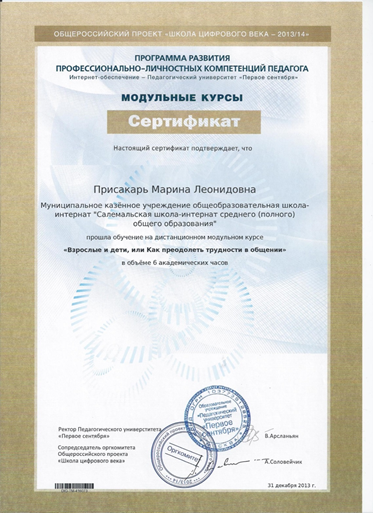 ОБЩЕРОССИЙСКИЙ ПРОЕКТ «ШКОЛА ЦИФРОВОГО ВЕКА – 2013/14»
ПРОГРАММА РАЗВИТИЯ
ПРОФЕССИОНАЛЬНО–ЛИЧНОСТНЫХ КОМПЕТЕНЦИЙ ПЕДАГОГА
Интернет-обеспечение – Педагогический университет «Первое сентября»
МОДУЛЬНЫЕ КУРСЫ
Сертификат
Настоящий сертификат подтверждает, что
Присакарь Марина Леонидовна
Муниципальное казённое учреждение общеобразовательная школа-
интернат "Салемальская школа-интернат среднего (полного)
общего образования"
прошла обучение на дистанционном модульном курсе
«Взрослые и дети, или Как преодолеть трудности в общении»
в объёме 6 академических часов
Образовательное
учреждение
"Педагогический
университет
"Первое
сентября"
Ректор Педагогического университета
«Первое сентября»
В.Арсланьян
Оргкомитет
Сопредседатель оргкомитета
Общероссийского проекта
«Школа цифрового века»
А.Соловейчик
31 декабря 2013 г.